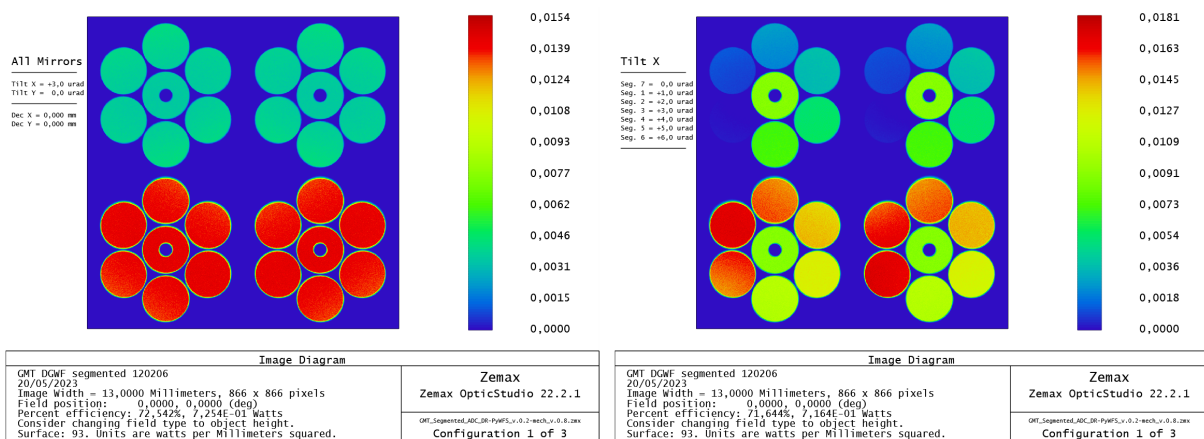 All Mirrors
Tilt X = +3,0 urad
Tilt Y =  0,0 urad
Dec X = 0,000 mm
Dec Y = 0,000 mm
0,0154
0,0139
0,0124
0,0108
0,0093
0,0077
0,0062
0,0046
0,0031
0,0015
0,0000
Image Diagram
GMT DGWF segmented 120206
20/05/2023
Image Width = 13,0000 Millimeters, 866 x 866 pixels
Field position:     0,0000, 0,0000 (deg)
Percent efficiency: 72,542%, 7,254E-01 Watts
Consider changing field type to object height.
Surface: 93. Units are watts per Millimeters squared.
Zemax
Zemax OpticStudio 22.2.1
GMT_Segmented_ADC_DR-PyWFS_v.0.2-mech_v.0.8.zmx
Configuration 1 of 3
Tilt X
Seg. 7 =  0,0 urad
Seg. 1 = +1,0 urad
Seg. 2 = +2,0 urad
Seg. 3 = +3,0 urad
Seg. 4 = +4,0 urad
Seg. 5 = +5,0 urad
Seg. 6 = +6,0 urad
0,0181
0,0163
0,0145
0,0127
0,0109
0,0091
0,0073
0,0054
0,0036
0,0018
0,0000
Image Diagram
GMT DGWF segmented 120206
20/05/2023
Image Width = 13,0000 Millimeters, 866 x 866 pixels
Field position:     0,0000, 0,0000 (deg)
Percent efficiency: 71,644%, 7,164E-01 Watts
Consider changing field type to object height.
Surface: 93. Units are watts per Millimeters squared.
Zemax
Zemax OpticStudio 22.2.1
GMT_Segmented_ADC_DR-PyWFS_v.0.2-mech_v.0.8.zmx
Configuration 1 of 3